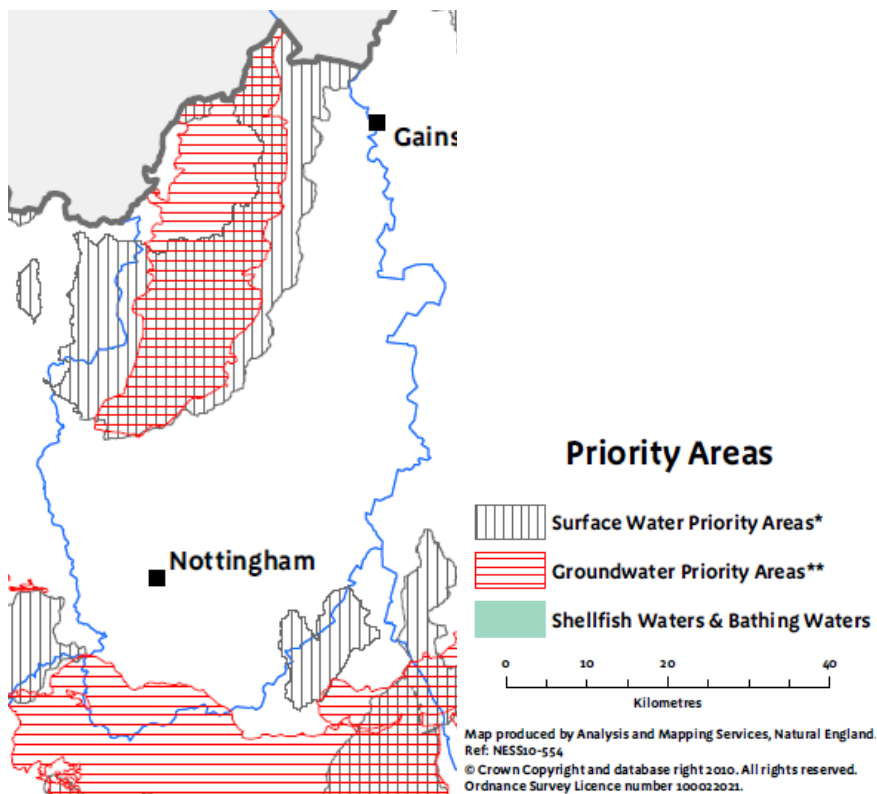 Gains
Nottingham
Priority Areas
Surface Water Priority Areas*
Groundwater Priority Areas**
Shellfish Waters & Bathing Waters
0 10 20 40
Kilometres
Map produced by Analysis and Mapping Services, Natural England.
Ref: NESS10-554
© Crown Copyright and database right 2010. All rights reserved.
Ordnance Survey Licence number 100022021.